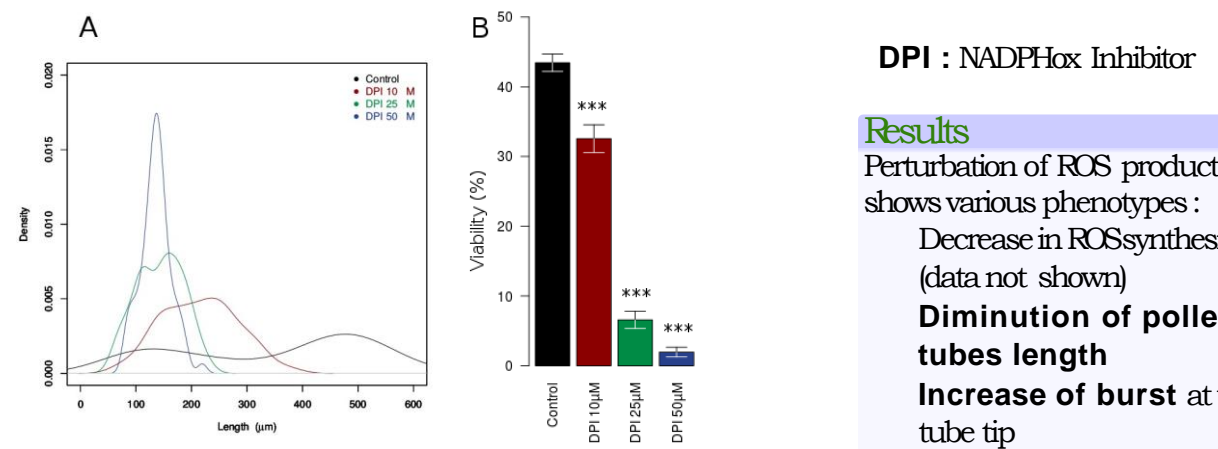 A
0.020
0.015
0.010
0.005
0.000
Density
Control
DPI 10 M
DPI 25 M
DPI 50 M
0 100 200 300 400 500 600
Length (µm)
B
50
40
30
20
10
0
Viability (%)
***
***
***
Control
DPI 10µM
DPI 25µM
DPI 50µM
DPI : NADPHox Inhibitor
Results
Perturbation of ROS product
shows various phenotypes :
Decrease in ROS synthesi
(data not shown)
Diminution of polle
tubes length
Increase of burst at
tube tip